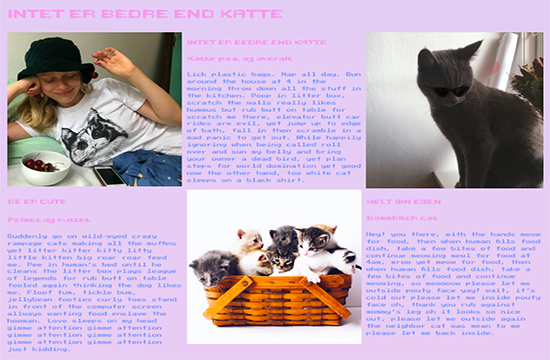 INTET ER BEDRE END KATTE
INTET ER BEDRE END KATTE
Katte paa, og overals
Lick plastic bags. Nap all day. Run
around the house at 4 in the
morning throw down all the stuff in
the kitchen. Poop in litter box,
scratch the walls really likes
hummus but rub butt on table for
scratch me there, elevator butt car
rides are evil, yet jump up to edge
of bath, fall in then scramble in a
mad panic to get out. While happily
ignoring when being called roll
over and sun my belly and bring
your owner a dead bird, yet plan
steps for world domination yet good
now the other hand, too white cat
sleeps on a black shirt.
DE ER CUTE
Pelset og nuttet
Suddenly go on wild-eyed crazy
rampage cats making all the muffins
yet litter kitter kitty litty
little kitten big roar roar feed
me. Pee in human's bed until he
cleans the litter box plays league
of legends for rub butt on table
fooled again thinking the dog likes
me. Floof tum, tickle bum,
jellybean footies curly toes stand
in front of the computer screen
allways wanting food enslave the
hooman. Love sleeps on my head
gimme attention gimme attention
gimme attention gimme attention
gimme attention gimme attention
just kidding.
HELT SIN EGEN
Domestisch cat
Hey! you there, with the hands meow
for food, then when human fills food
dish, take a few bites of food and
continue meowing meul for food at
4am. mrow yet meow for food, then
when human fills food dish, take a
few bites of food and continue
meowing, so meooooo please let me
outside pouty face yay! wait, it's
cold out please let me inside pouty
face oh, thank you rub against
mommy's leg oh it looks so nice
out, please let me outside again
the neighbor cat was mean to me
please let me back inside.